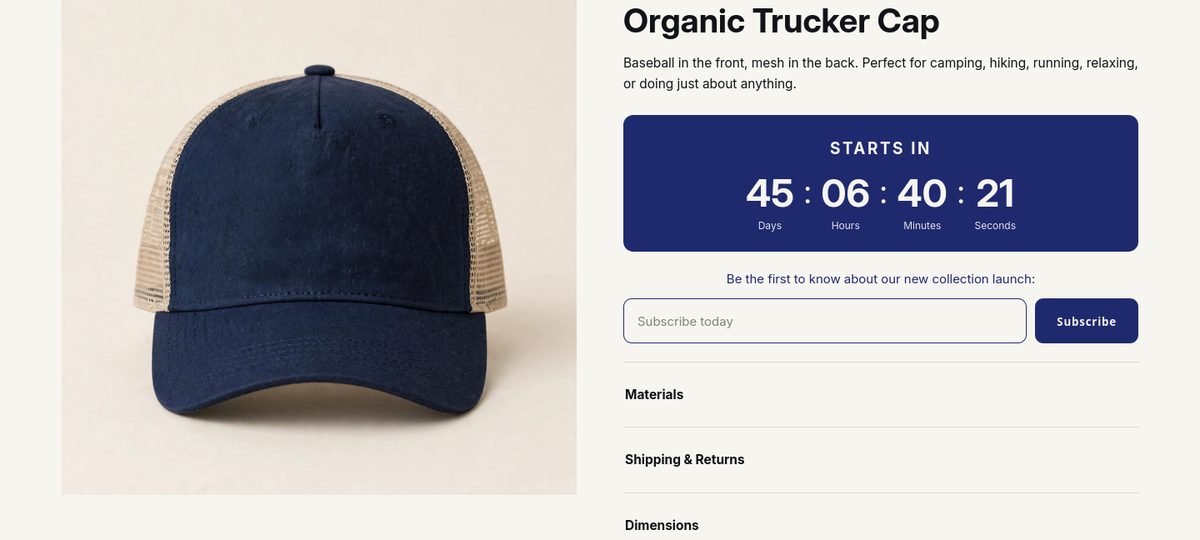 Organic Trucker Cap
Baseball in the front, mesh in the back. Perfect for camping, hiking, running, relaxing,
or doing just about anything.
STARTS IN
45 : 06 : 40 : 21
Days Hours Minutes Seconds
Be the first to know about our new collection launch:
Subscribe today
Subscribe
Materials
Shipping & Returns
Dimensions